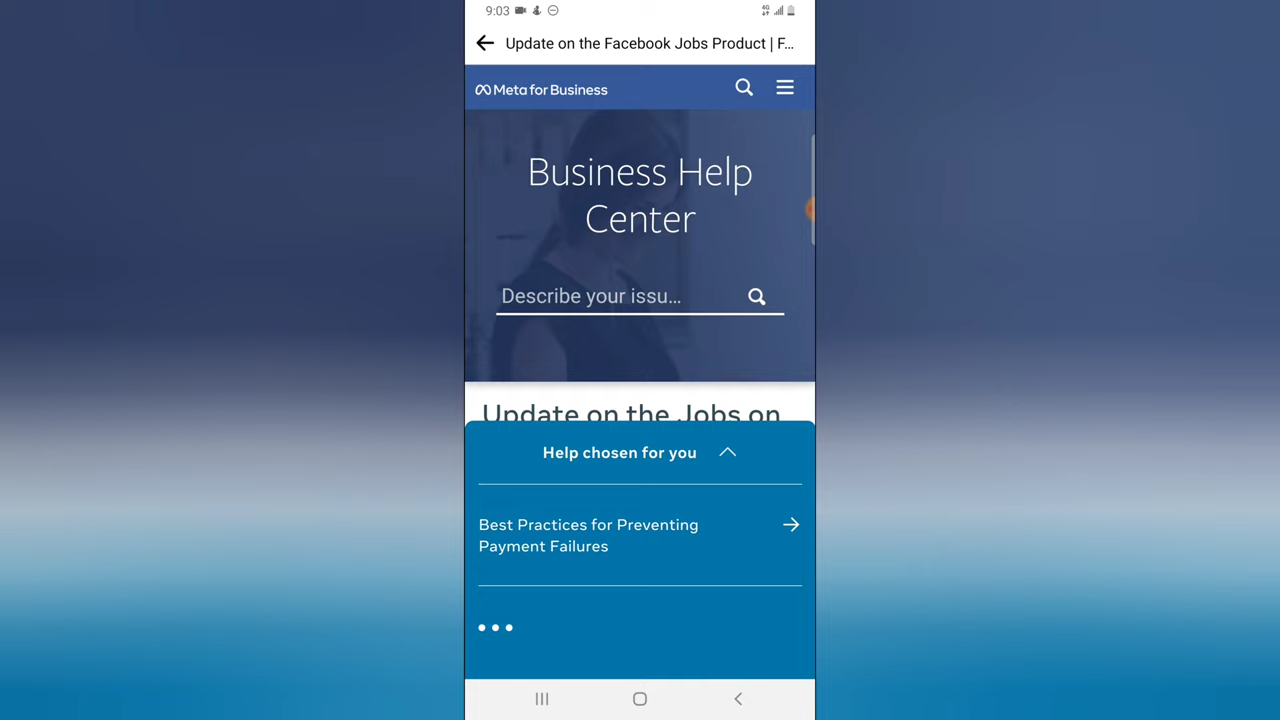 9:03
4G
Update on the Facebook Jobs Product | F...
Meta for Business
Business Help
Center
Describe your issu...
Update on the Jobs on
Help chosen for you
Best Practices for Preventing
Payment Failures